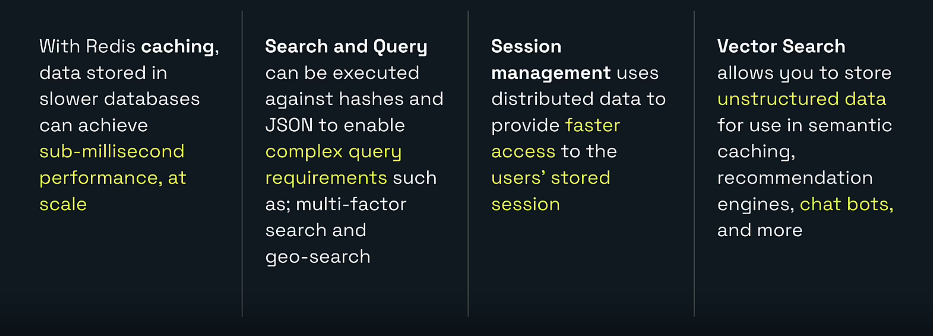 With Redis caching,
data stored in
slower databases
can achieve
sub-millisecond
performance, at
scale
Search and Query
can be executed
against hashes and
JSON to enable
complex query
requirements such
as; multi-factor
search and
geo-search
Session
management uses
distributed data to
provide faster
access to the
users’ stored
session
Vector Search
allows you to store
unstructured data
for use in semantic
caching,
recommendation
engines, chat bots,
and more